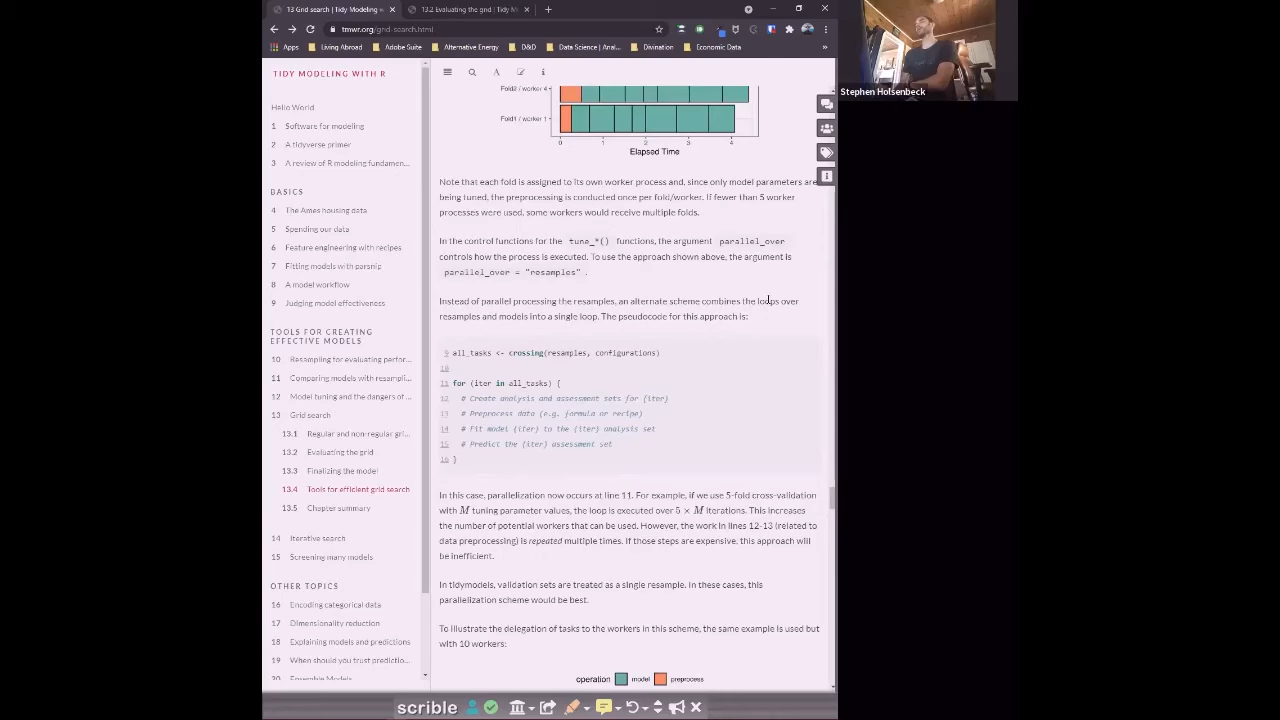 13 Grid search | Tidy Modeling w
13.2 Evaluating the grid | Tidy M
tmwr.org/grid-search.html
Apps
Living Abroad
Adobe Suite
Alternative Energy
D&D
Data Science | Anal...
Divination
Economic Data
»
TIDY MODELING WITH R
Hello World
1 Software for modeling
2 A tidyverse primer
3 A review of R modeling fundamen...
BASICS
4 The Ames housing data
5 Spending our data
6 Feature engineering with recipes
7 Fitting models with parsnip
8 A model workflow
9 Judging model effectiveness
TOOLS FOR CREATING
EFFECTIVE MODELS
10 Resampling for evaluating perfor...
11 Comparing models with resampli...
12 Model tuning and the dangers of ...
13 Grid search
13.1 Regular and non-regular gri...
13.2 Evaluating the grid
13.3 Finalizing the model
13.4 Tools for efficient grid search
13.5 Chapter summary
14 Iterative search
15 Screening many models
OTHER TOPICS
16 Encoding categorical data
17 Dimensionality reduction
18 Explaining models and predictions
19 When should you trust predictio...
20 Ensemble Models
Fold2 / worker 4
Fold1 / worker 1
0 1 2 3 4
Elapsed Time
Note that each fold is assigned to its own worker process and, since only model parameters are
being tuned, the preprocessing is conducted once per fold/worker. If fewer than 5 worker
processes were used, some workers would receive multiple folds.
In the control functions for the tune_*() functions, the argument parallel_over
controls how the process is executed. To use the approach shown above, the argument is
parallel_over = "resamples" .
Instead of parallel processing the resamples, an alternate scheme combines the loops over
resamples and models into a single loop. The pseudocode for this approach is:
9 all_tasks <- crossing(resamples, configurations)
10
11 for (iter in all_tasks) {
12 # Create analysis and assessment sets for {iter}
13 # Preprocess data (e.g. formula or recipe)
14 # Fit model {iter} to the {iter} analysis set
15 # Predict the {iter} assessment set
16 }
In this case, parallelization now occurs at line 11. For example, if we use 5-fold cross-validation
with M tuning parameter values, the loop is executed over 5 × M iterations. This increases
the number of potential workers that can be used. However, the work in lines 12-13 (related to
data preprocessing) is repeated multiple times. If those steps are expensive, this approach will
be inefficient.
In tidymodels, validation sets are treated as a single resample. In these cases, this
parallelization scheme would be best.
To illustrate the delegation of tasks to the workers in this scheme, the same example is used but
with 10 workers:
operation model preprocess
scrible
Stephen Holsenbeck